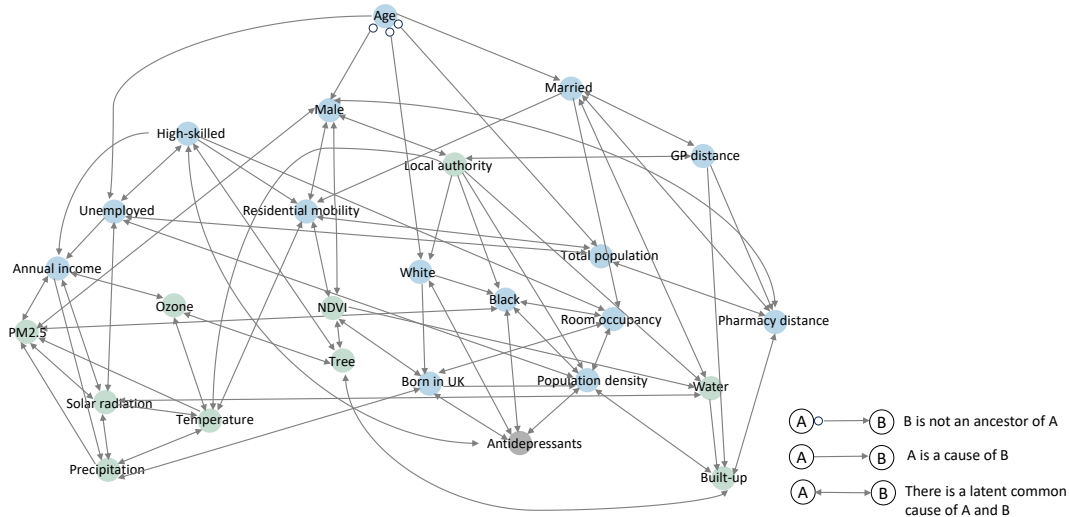 Age
Married
Male
High-skilled
Local authority
GP distance
Unemployed
Residential mobility
Total population
Annual income
White
Ozone
NDVI
Black
Room occupancy
Pharmacy distance
PM2.5
Tree
Born in UK
Population density
Water
Solar radiation
Temperature
Antidepressants
Precipitation
Built-up
A B B is not an ancestor of A
A B A is a cause of B
A B There is a latent common
cause of A and B